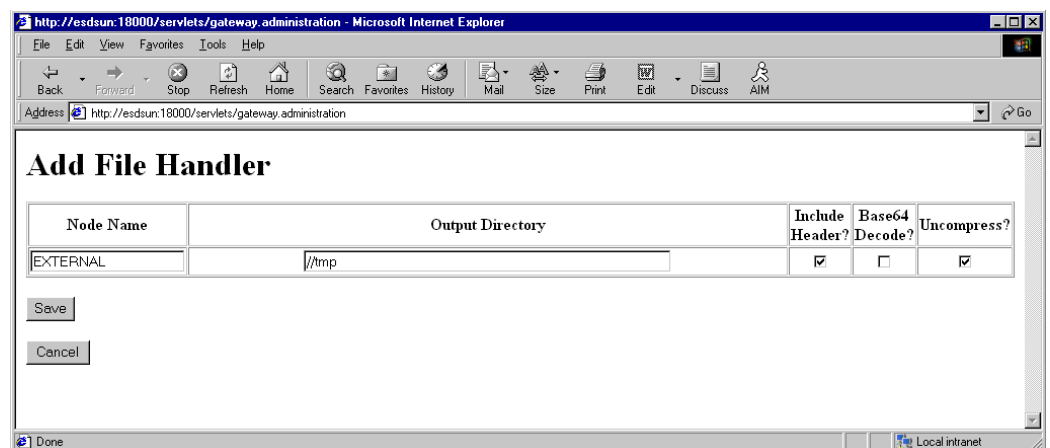 http://esdsun:18000/servlets/gateway.administration - Microsoft Internet Explorer
File Edit View Favorites Tools Help
Back Forward Stop Refresh Home Search Favorites History Mail Size Print Edit Discuss AIM
Address http://esdsun:18000/servlets/gateway.administration Go
Add File Handler
Node Name Output Directory Include Header? Base64 Decode? Uncompress?
EXTERNAL //tmp
Save
Cancel
Done Local intranet